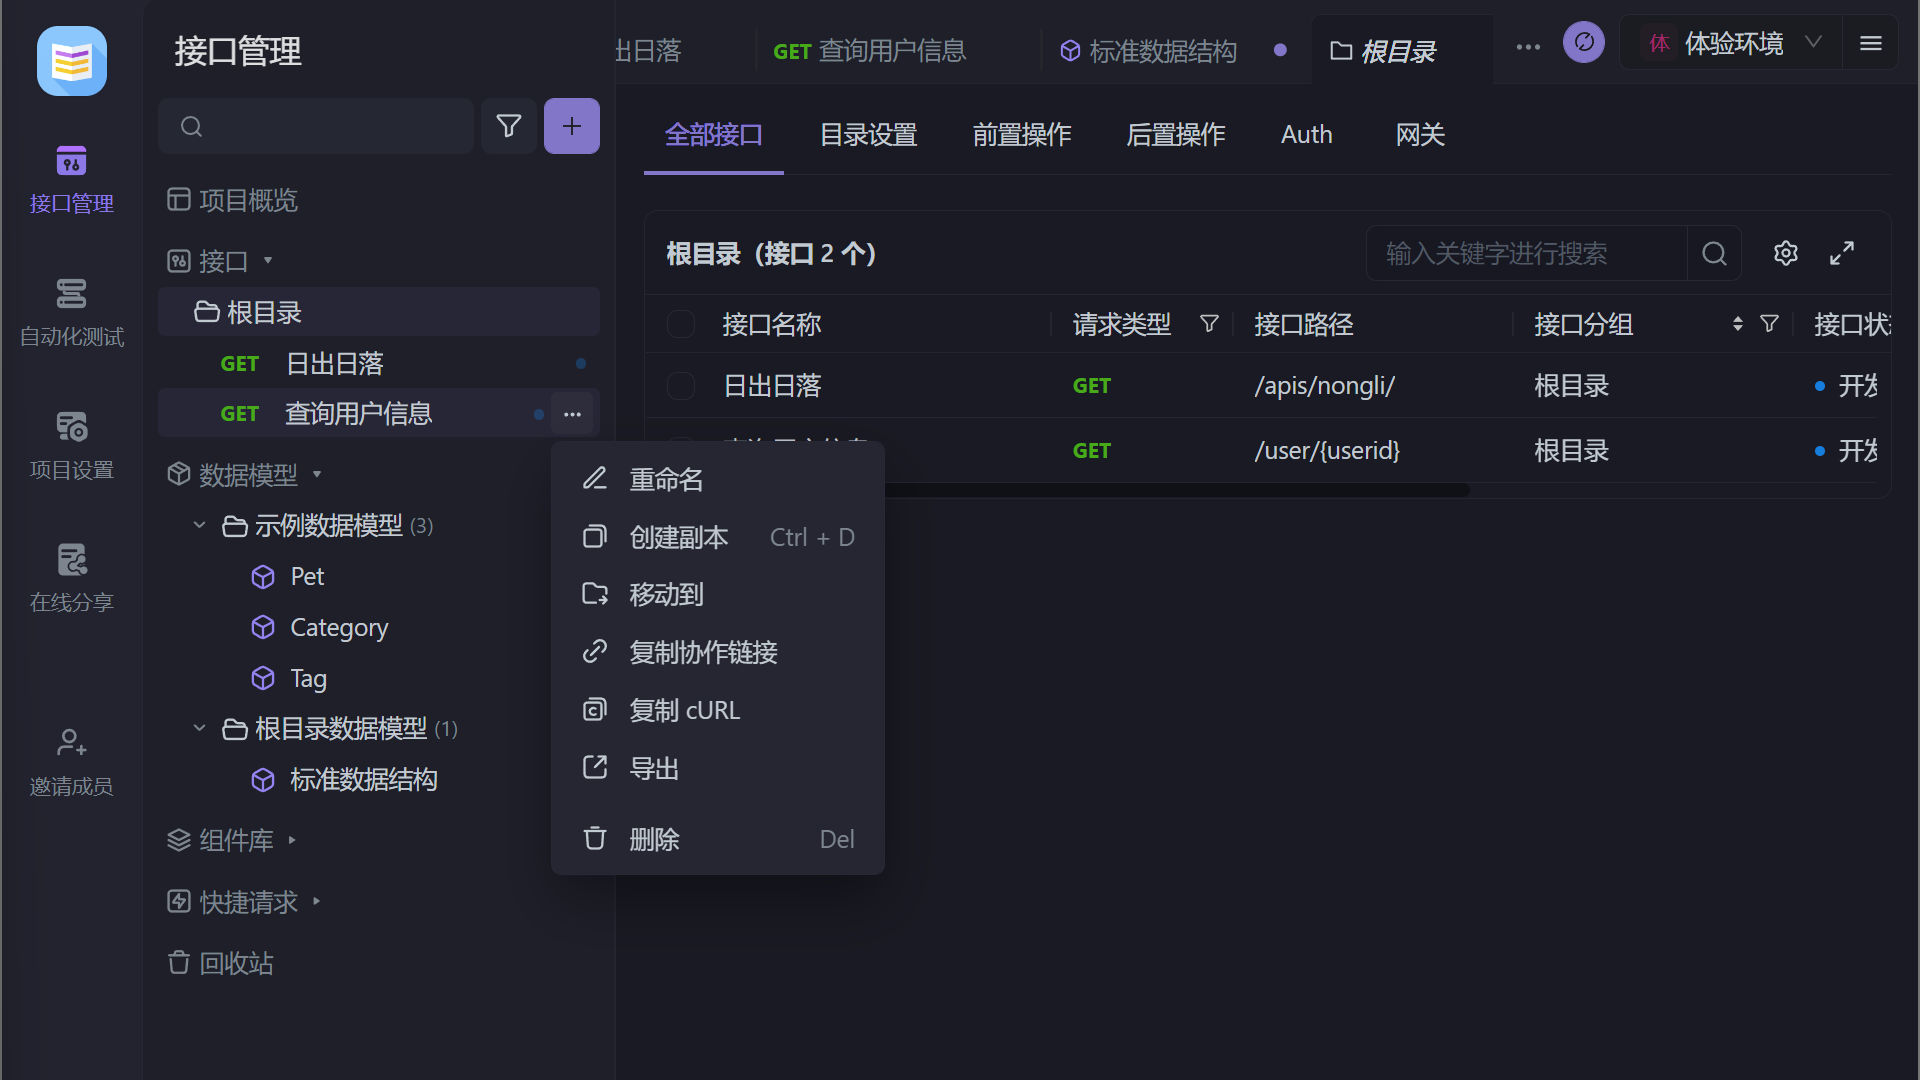 接口管理
自动化测试
项目设置
在线分享
邀请成员
接口管理
项目概览
接口
根目录
GET 日出日落
GET 查询用户信息
数据模型
示例数据模型 (3)
Pet
Category
Tag
根目录数据模型 (1)
标准数据结构
组件库
快捷请求
回收站
出日落
GET 查询用户信息
标准数据结构
根目录
体 体验环境
全部接口 目录设置 前置操作 后置操作 Auth 网关
根目录（接口 2 个）
输入关键字进行搜索
接口名称 请求类型 接口路径 接口分组 接口状
日出日落 GET /apis/nongli/ 根目录 开发
GET /user/{userid} 根目录 开发
重命名
创建副本 Ctrl + D
移动到
复制协作链接
复制 cURL
导出
删除 Del